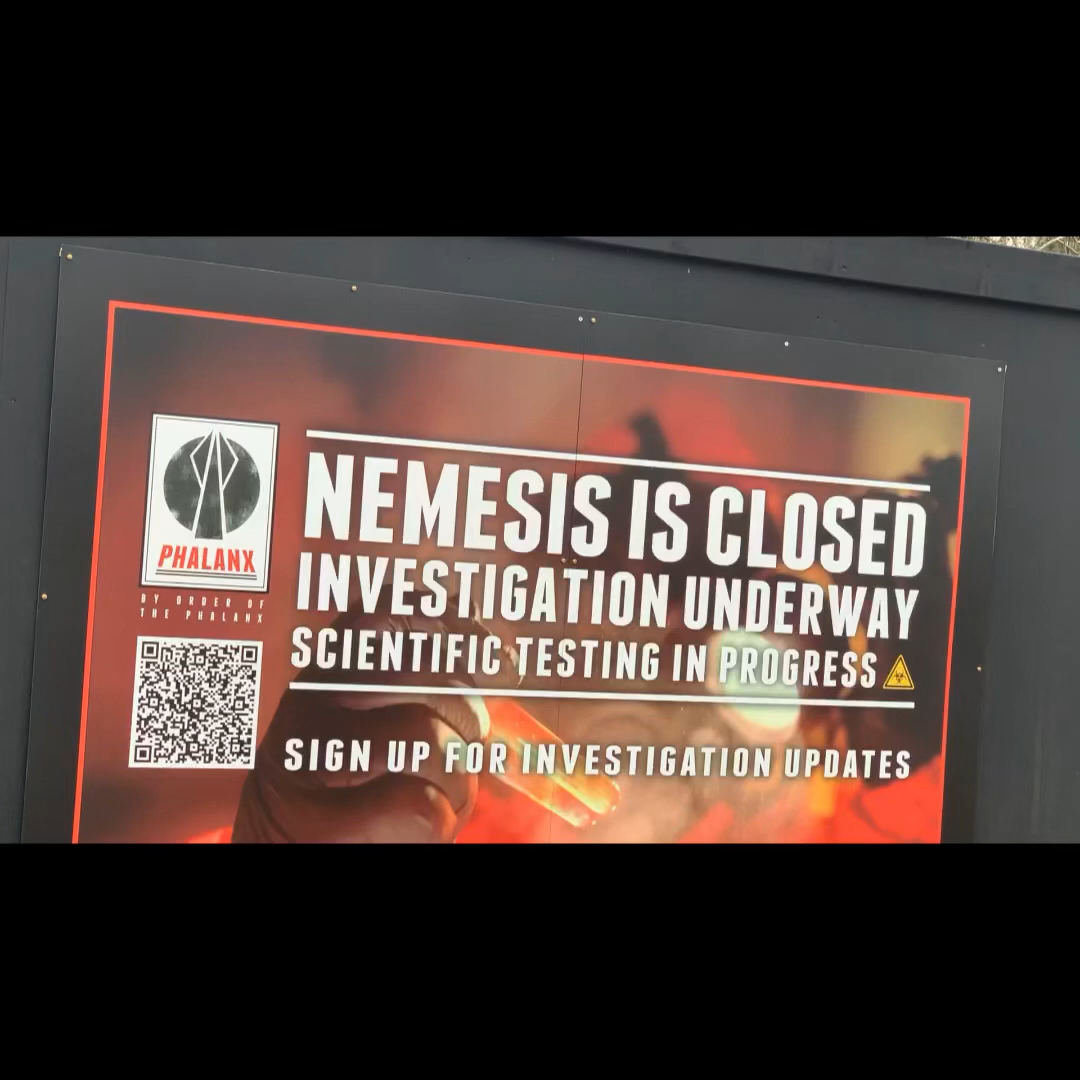 PHALANX
BY ORDER OF
THE PHALANX
NEMESIS IS CLOSED
INVESTIGATION UNDERWAY
SCIENTIFIC TESTING IN PROGRESS
SIGN UP FOR INVESTIGATION UPDATES